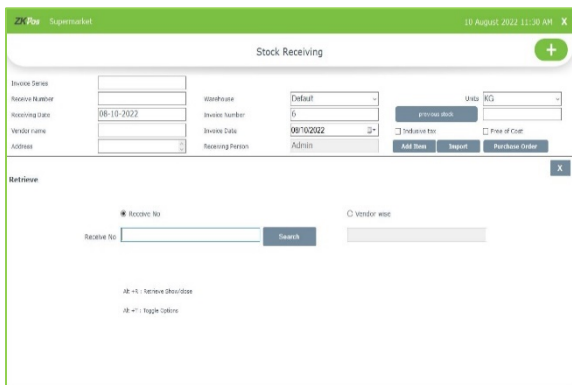 ZKPos Supermarket 10 August 2022 11:30 AM X
Stock Receiving +
Invoice Series
Receive Number Warehouse Default Units KG
Receiving Date 08-10-2022 Invoice Number 6 previous stock
Vendor name Invoice Date 08/10/2022 Inclusive tax Free of Cost
Address Receiving Person Admin Add Item Import Purchase Order
X
Retrieve
Receive No Vendor wise
Receive No Search
Alt +R : Retrieve Show/close
Alt +T : Toggle Options